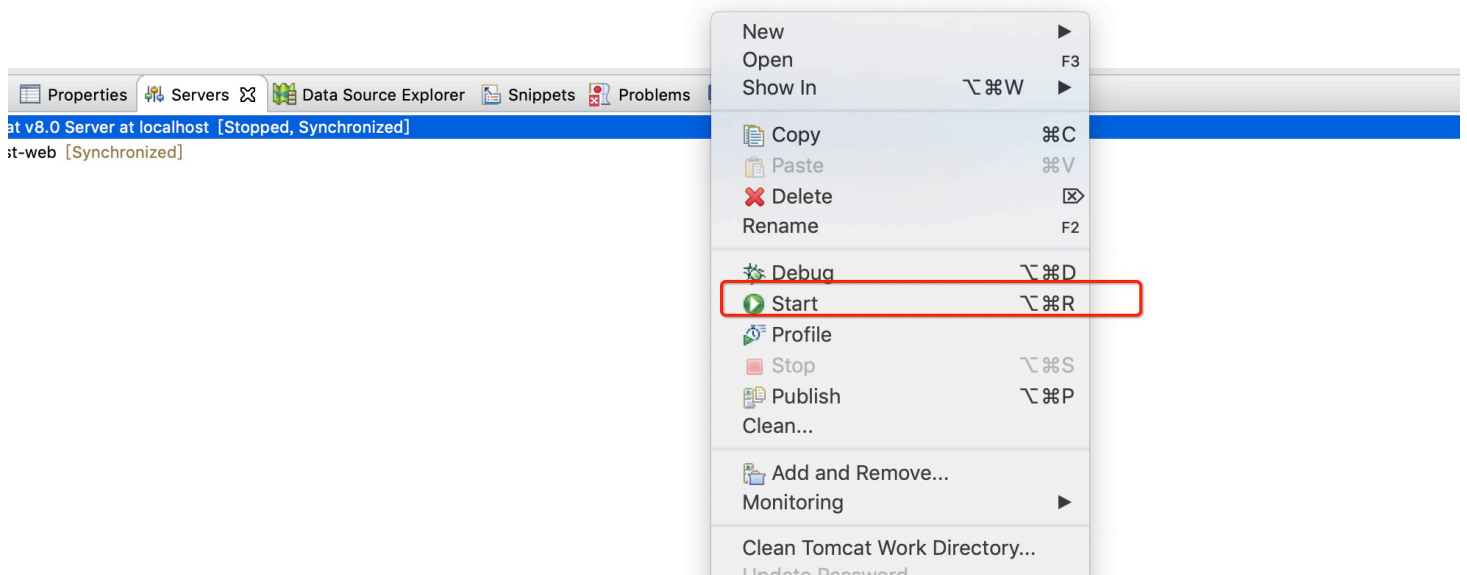 Properties Servers Data Source Explorer Snippets Problems
at v8.0 Server at localhost [Stopped, Synchronized]
st-web [Synchronized]
New
Open F3
Show In ⌥⌘W
Copy ⌘C
Paste ⌘V
Delete ⌦
Rename F2
Debug ⌥⌘D
Start ⌥⌘R
Profile
Stop ⌥⌘S
Publish ⌥⌘P
Clean...
Add and Remove...
Monitoring
Clean Tomcat Work Directory...
Update Password